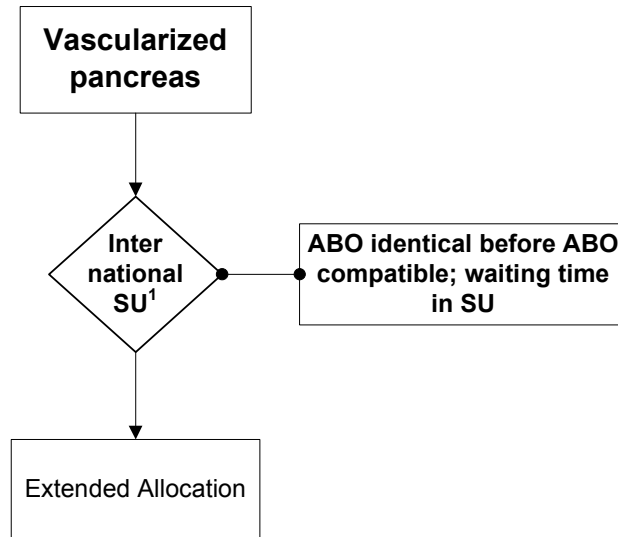 Vascularized
pancreas
Inter
national
SU¹
ABO identical before ABO
compatible; waiting time
in SU
Extended Allocation